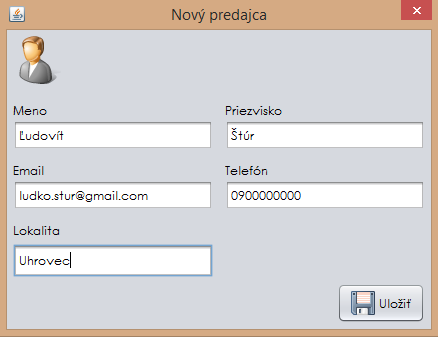 Nový predajca
Meno Priezvisko
Ľudovít Štúr
Email Telefón
ludko.stur@gmail.com 0900000000
Lokalita
Uhrovec
Uložiť